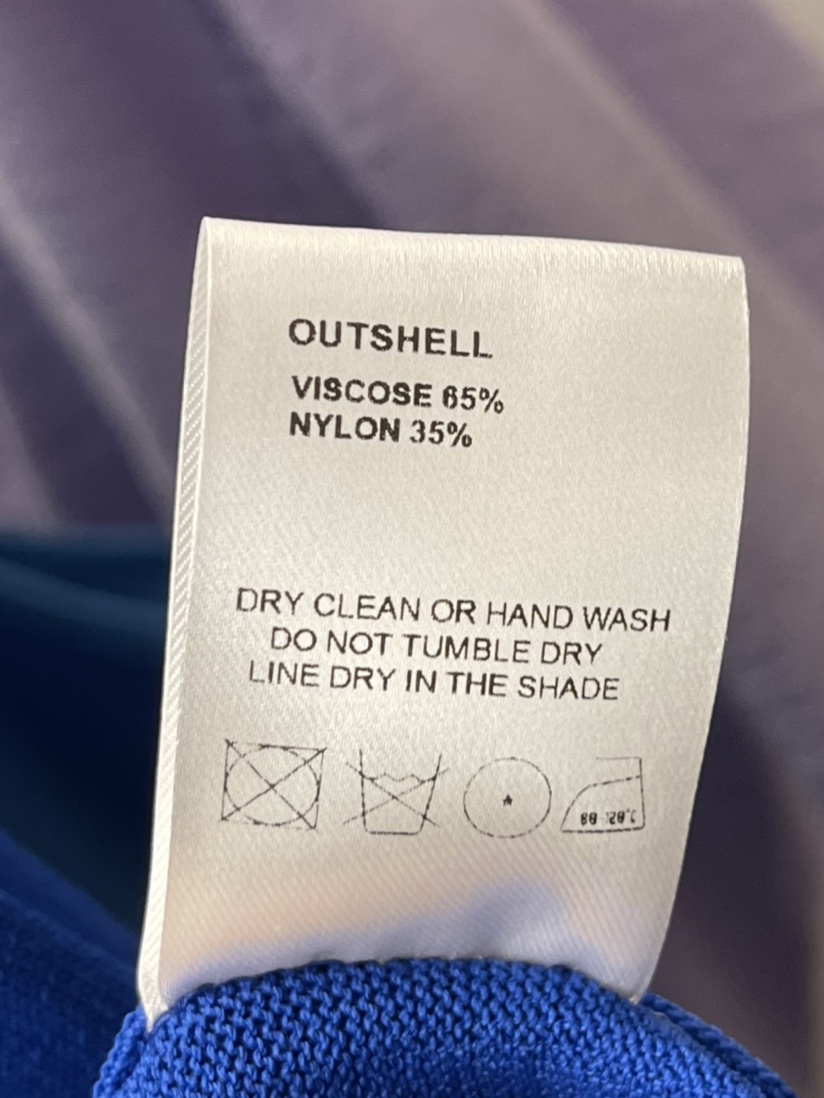 OUTSHELL
VISCOSE 65%
NYLON 35%
DRY CLEAN OR HAND WASH
DO NOT TUMBLE DRY
LINE DRY IN THE SHADE